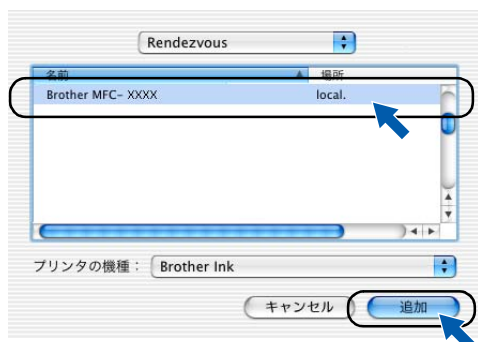 Rendezvous
名前 場所
Brother MFC- XXXX local.
プリンタの機種： Brother Ink
キャンセル 追加